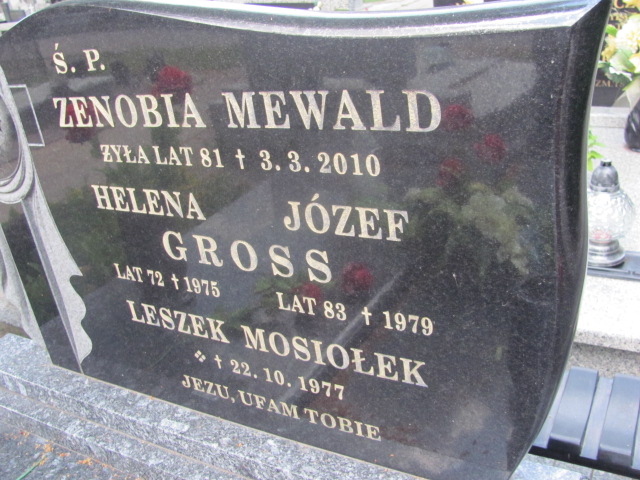 Ś. P.
ZENOBIA MEWALD
ŻYŁA LAT 81 † 3. 3. 2010
HELENA JÓZEF
GROSS
LAT 72 † 1975 LAT 83 † 1979
LESZEK MOSIOŁEK
✥ † 22. 10. 1977
JEZU, UFAM TOBIE